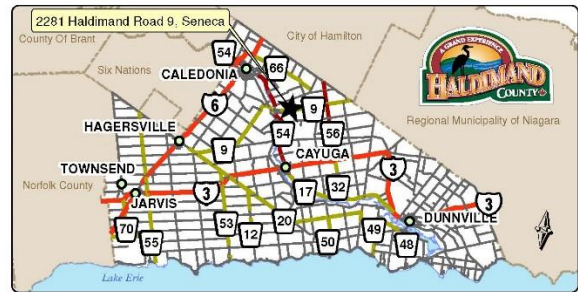 2281 Haldimand Road 9, Seneca
County Of Brant
54
City of Hamilton
A GRAND EXPERIENCE
HALDIMAND
COUNTY
66
Six Nations
CALEDONIA
6
9
Regional Municipality of Niagara
54
56
HAGERSVILLE
9
CAYUGA
TOWNSEND
3
Norfolk County
3
17
32
3
JARVIS
20
DUNNVILLE
70
53
12
49
55
50
48
Lake Erie